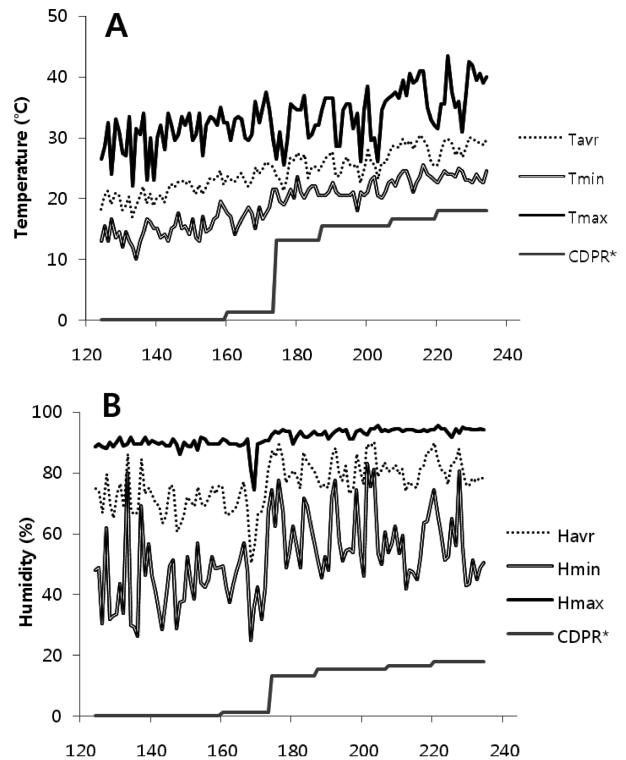 A
50
40
30
20
10
0
Temperature (°C)
120 140 160 180 200 220 240
Tavr
Tmin
Tmax
CDPR*
B
100
80
60
40
20
0
Humidity (%)
120 140 160 180 200 220 240
Havr
Hmin
Hmax
CDPR*